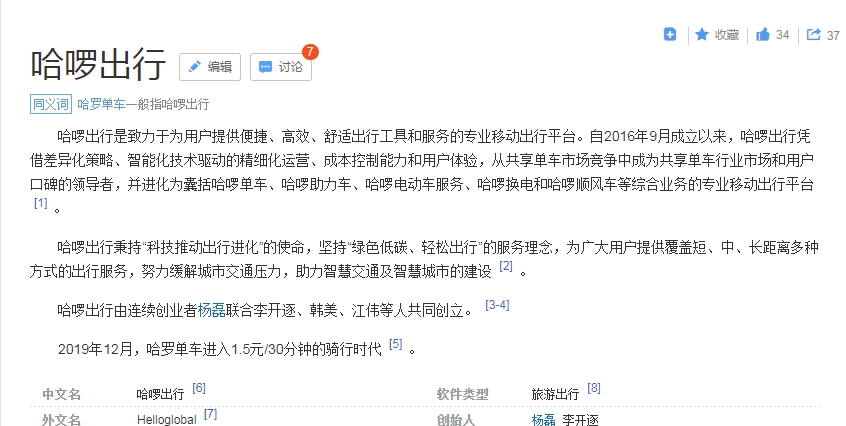 收藏 34 37
哈啰出行 编辑 讨论 7
同义词 哈罗单车一般指哈啰出行
哈啰出行是致力于为用户提供便捷、高效、舒适出行工具和服务的专业移动出行平台。自2016年9月成立以来，哈啰出行凭
借差异化策略、智能化技术驱动的精细化运营、成本控制能力和用户体验，从共享单车市场竞争中成为共享单车行业市场和用户
口碑的领导者，并进化为囊括哈啰单车、哈啰助力车、哈啰电动车服务、哈啰换电和哈啰顺风车等综合业务的专业移动出行平台
[1] 。
哈啰出行秉持“科技推动出行进化”的使命，坚持“绿色低碳、轻松出行”的服务理念，为广大用户提供覆盖短、中、长距离多种
方式的出行服务，努力缓解城市交通压力，助力智慧交通及智慧城市的建设 [2] 。
哈啰出行由连续创业者杨磊联合李开逐、韩美、江伟等人共同创立。 [3-4]
2019年12月，哈罗单车进入1.5元/30分钟的骑行时代 [5] 。
中文名 哈啰出行 [6] 软件类型 旅游出行 [8]
外文名 Helloglobal [7] 创始人 杨磊 李开逐